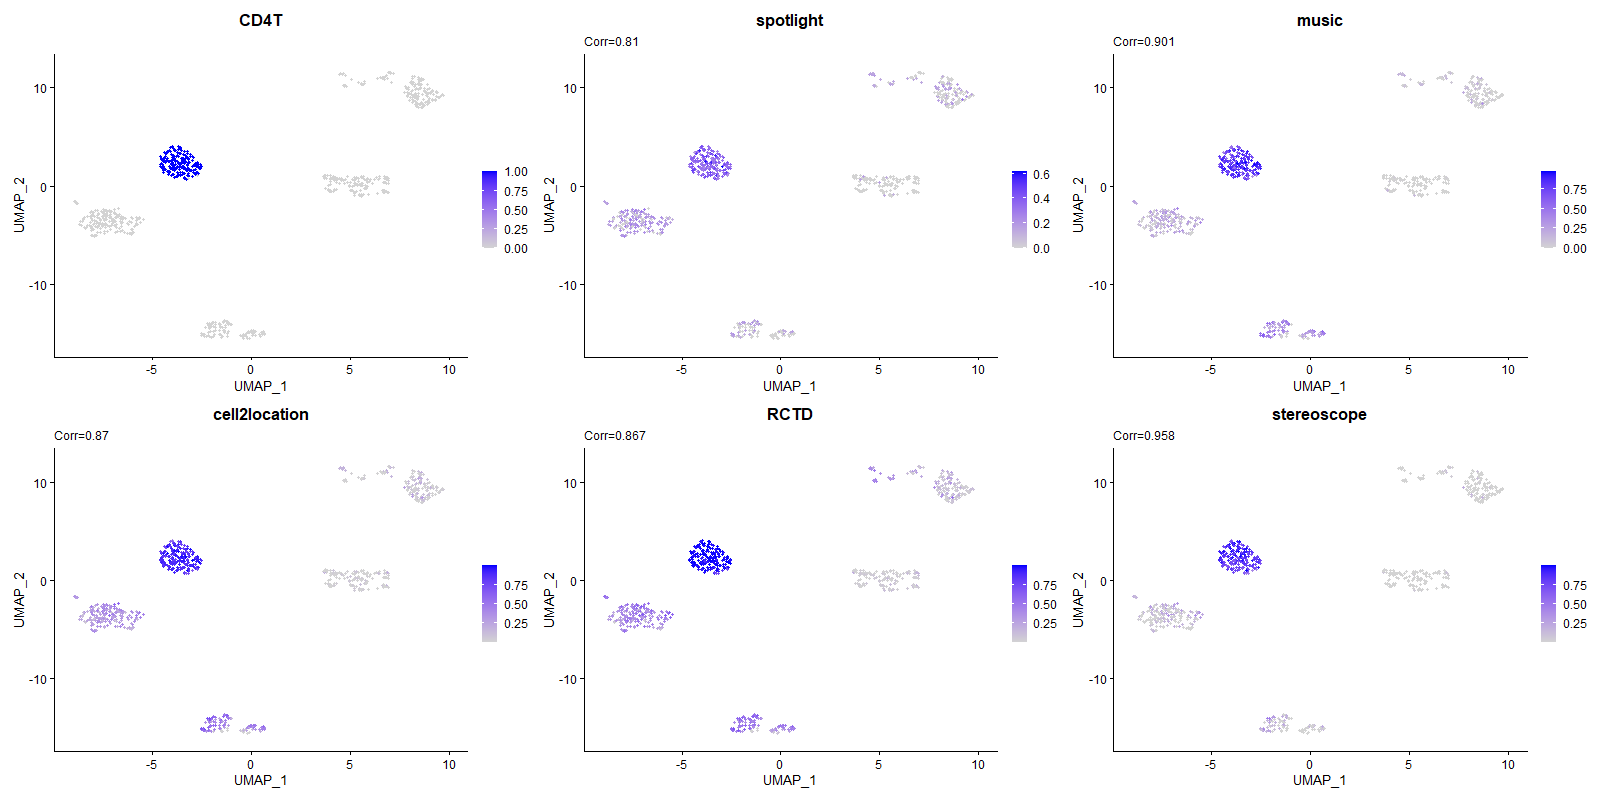 CD4T
10
0
-10
UMAP_2
-5
0
5
10
UMAP_1
1.00
0.75
0.50
0.25
0.00
spotlight
Corr=0.81
10
0
-10
UMAP_2
-5
0
5
10
UMAP_1
0.6
0.4
0.2
0.0
music
Corr=0.901
10
0
-10
UMAP_2
-5
0
5
10
UMAP_1
0.75
0.50
0.25
0.00
cell2location
Corr=0.87
10
0
-10
UMAP_2
-5
0
5
10
UMAP_1
0.75
0.50
0.25
RCTD
Corr=0.867
10
0
-10
UMAP_2
-5
0
5
10
UMAP_1
0.75
0.50
0.25
stereoscope
Corr=0.958
10
0
-10
UMAP_2
-5
0
5
10
UMAP_1
0.75
0.50
0.25